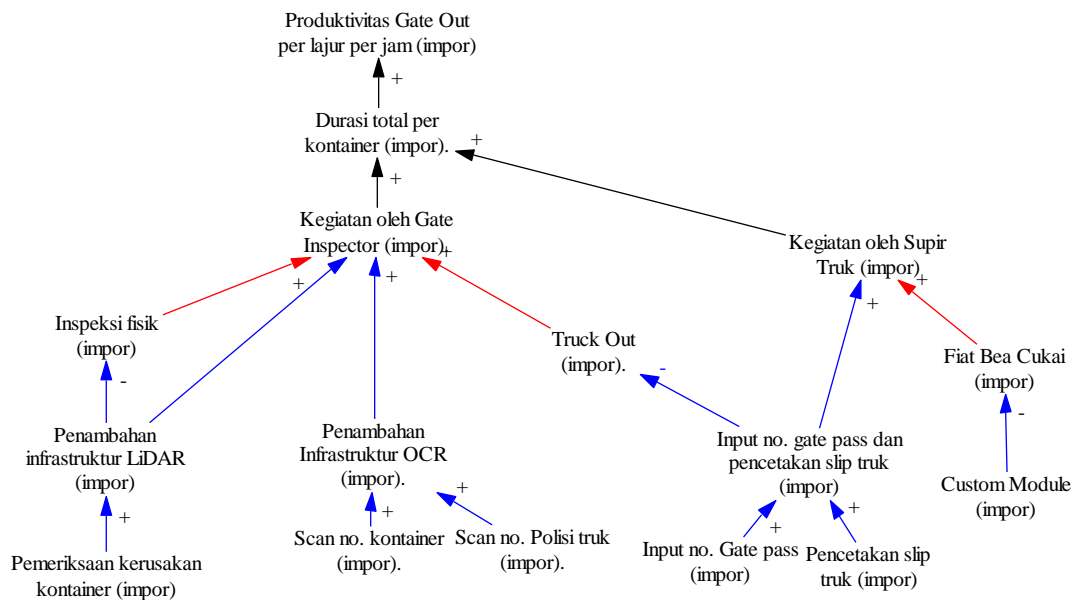 Produktivitas Gate Out
per lajur per jam (impor)
+
Durasi total per
kontainer (impor).
+
+
Kegiatan oleh Gate
Inspector (impor)
+
+
+
Kegiatan oleh Supir
Truk (impor)
+
+
Inspeksi fisik
(impor)
-
Truck Out
(impor).
-
Fiat Bea Cukai
(impor)
-
Penambahan
infrastruktur LiDAR
(impor)
+
Penambahan
Infrastruktur OCR
(impor).
+
+
Input no. gate pass dan
pencetakan slip truk
(impor)
+
+
Custom Module
(impor)
Pemeriksaan kerusakan
kontainer (impor)
Scan no. kontainer
(impor).
Scan no. Polisi truk
(impor).
Input no. Gate pass
(impor)
Pencetakan slip
truk (impor)